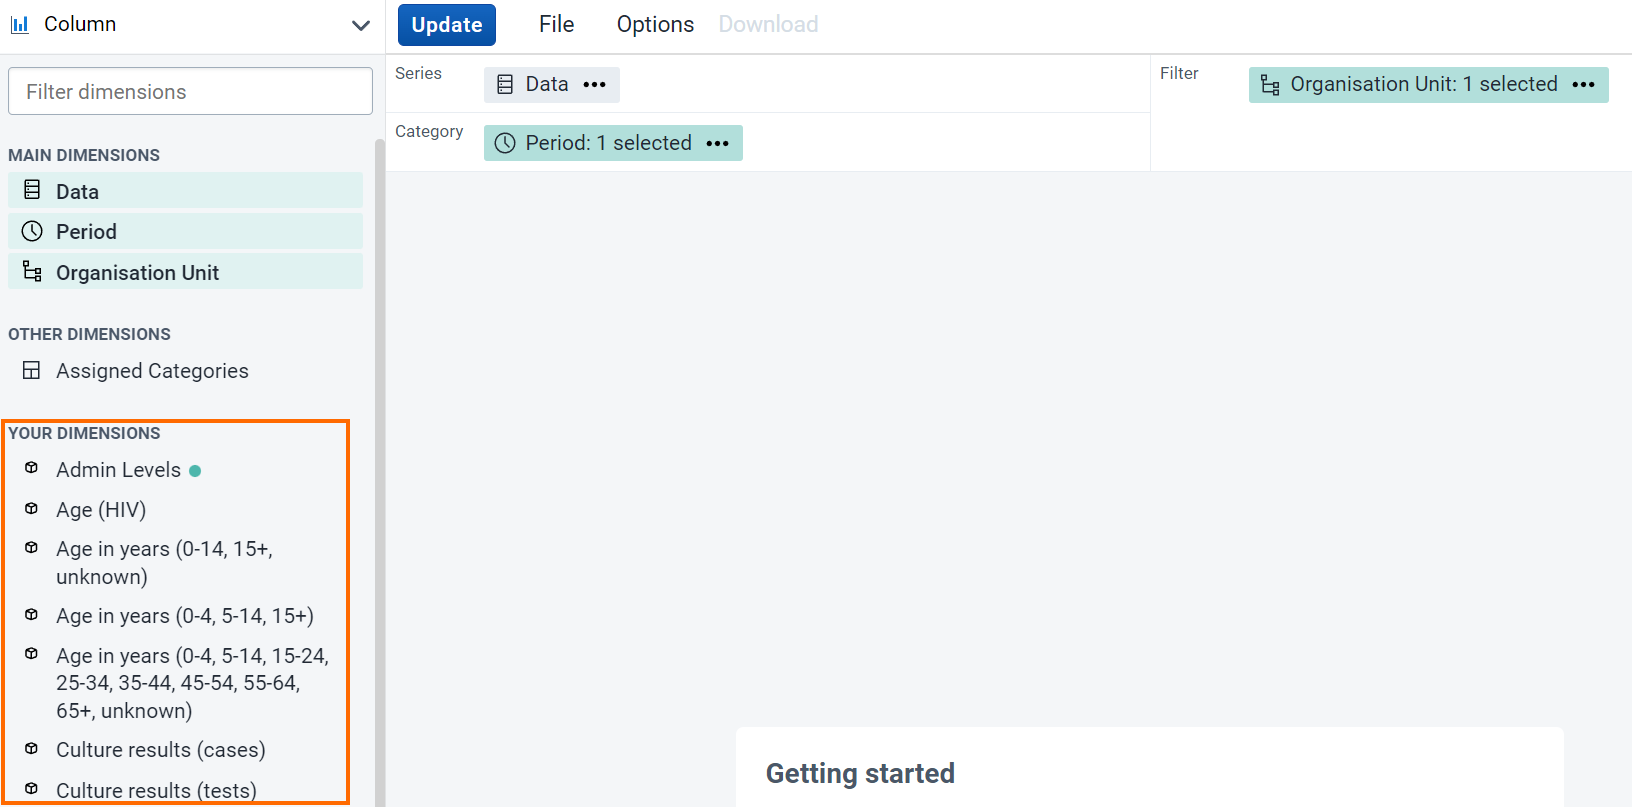 Column
Update
File
Options
Download
Filter dimensions
Series
Data
Filter
Organisation Unit: 1 selected
Category
Period: 1 selected
MAIN DIMENSIONS
Data
Period
Organisation Unit
OTHER DIMENSIONS
Assigned Categories
YOUR DIMENSIONS
Admin Levels
Age (HIV)
Age in years (0-14, 15+,
unknown)
Age in years (0-4, 5-14, 15+)
Age in years (0-4, 5-14, 15-24,
25-34, 35-44, 45-54, 55-64,
65+, unknown)
Culture results (cases)
Culture results (tests)
Getting started